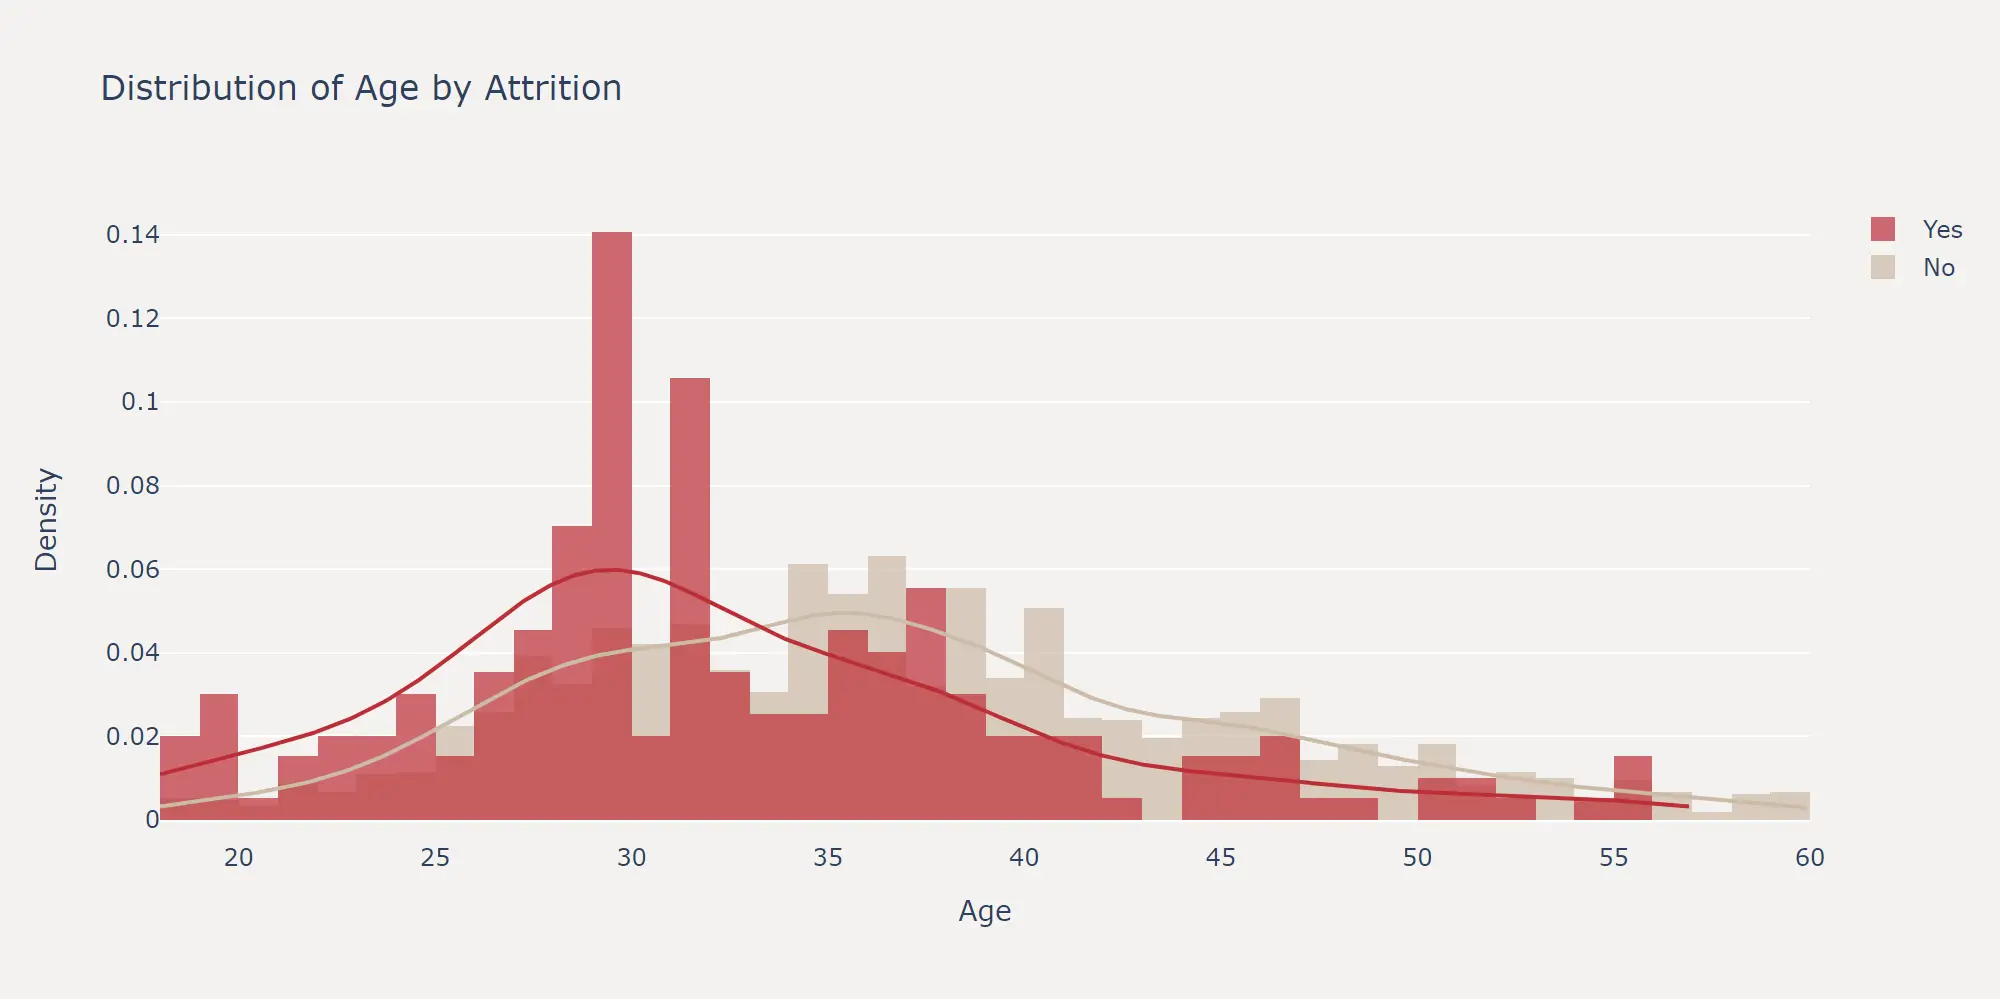 Distribution of Age by Attrition
Yes
No
0.14
0.12
0.1
0.08
0.06
0.04
0.02
0
Density
20 25 30 35 40 45 50 55 60
Age